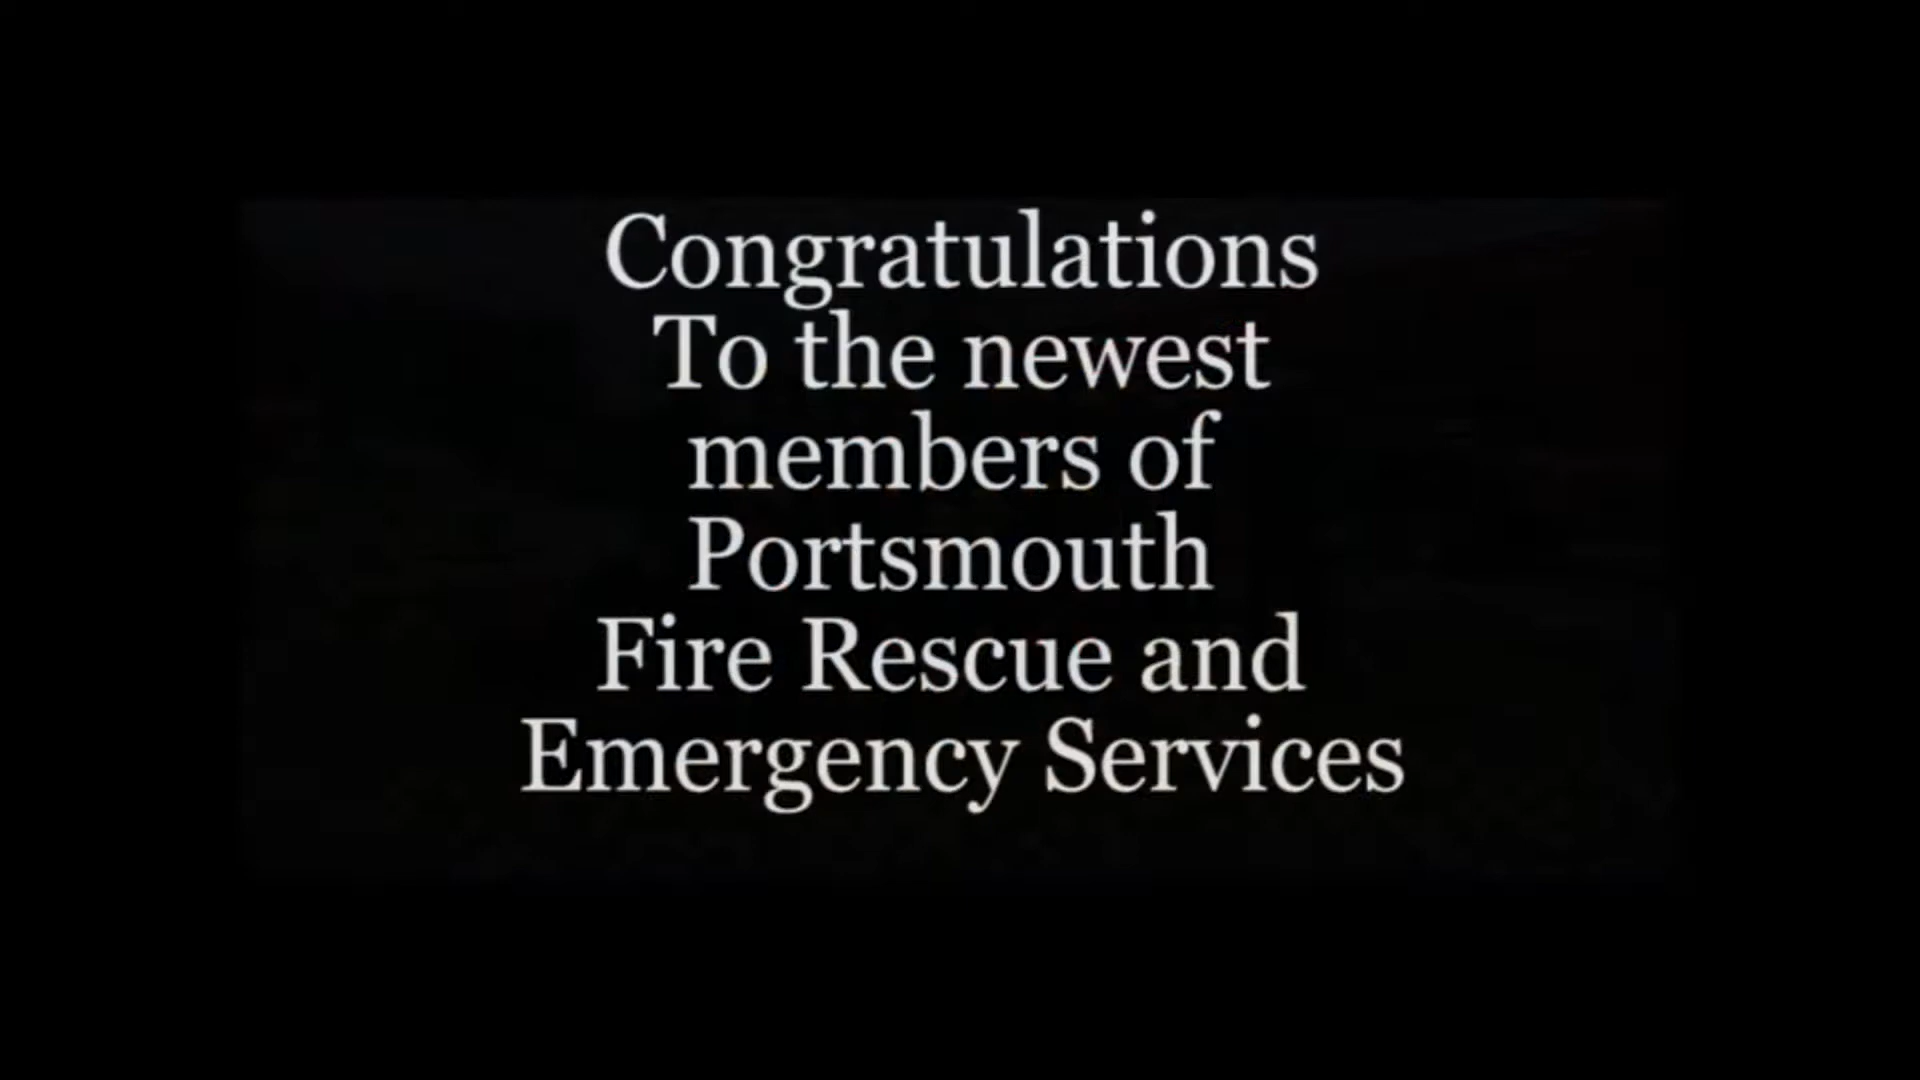 Congratulations
To the newest
members of
Portsmouth
Fire Rescue and
Emergency Services